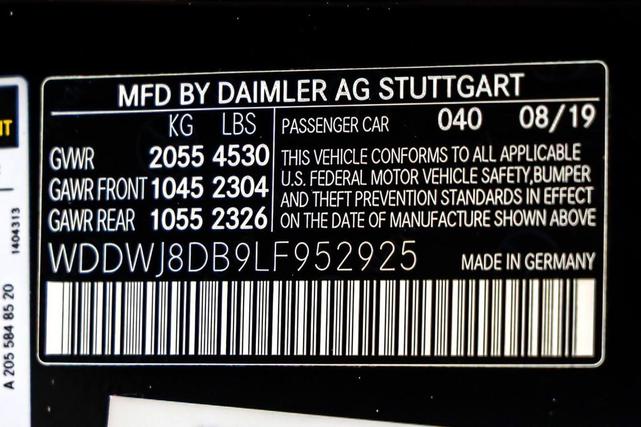 MFD BY DAIMLER AG STUTTGART
KG LBS
GVWR 2055 4530
GAWR FRONT 1045 2304
GAWR REAR 1055 2326
PASSENGER CAR 040 08/19
THIS VEHICLE CONFORMS TO ALL APPLICABLE
U.S. FEDERAL MOTOR VEHICLE SAFETY,BUMPER
AND THEFT PREVENTION STANDARDS IN EFFECT
ON THE DATE OF MANUFACTURE SHOWN ABOVE
WDDWJ8DB9LF952925
MADE IN GERMANY
A 205 584 85 20
1404313